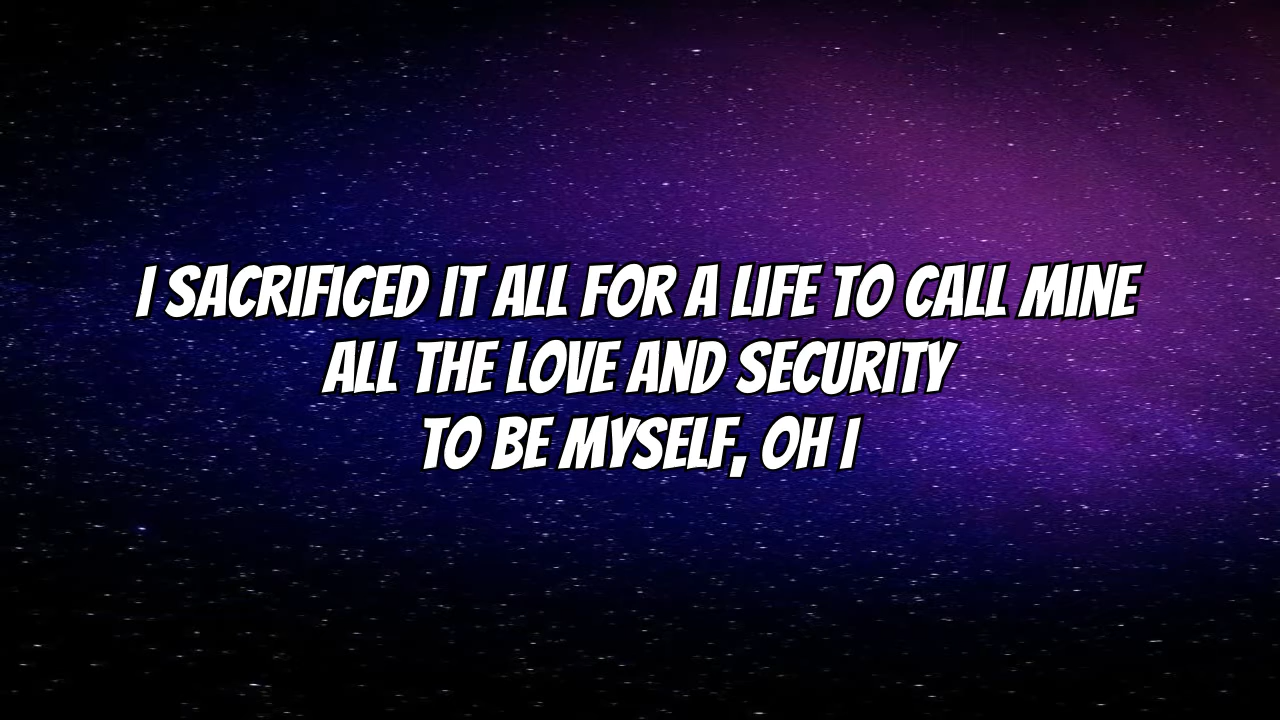 I SACRIFICED IT ALL FOR A LIFE TO CALL MINE
ALL THE LOVE AND SECURITY
TO BE MYSELF, OH I